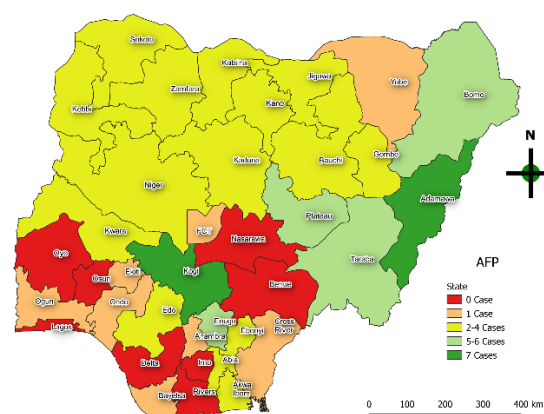 Sokoto
Katsina
Jigawa
Yobe
Borno
Zamfara
Kano
Kebbi
Gombe
Kaduna
Bauchi
Niger
Adamawa
Plateau
Kwara
FCT
Nasarawa
Taraba
Oyo
Kogi
Osun
Ekiti
Benue
Ogun
Ondo
Edo
Enugu
Cross
River
Lagos
Anambra
Ebonyi
Delta
Imo
Abia
Bayelsa
Rivers
Akwa
Ibom
N
AFP
State
0 Case
1 Case
2-4 Cases
5-6 Cases
7 Cases
0 100 200 300 400 km